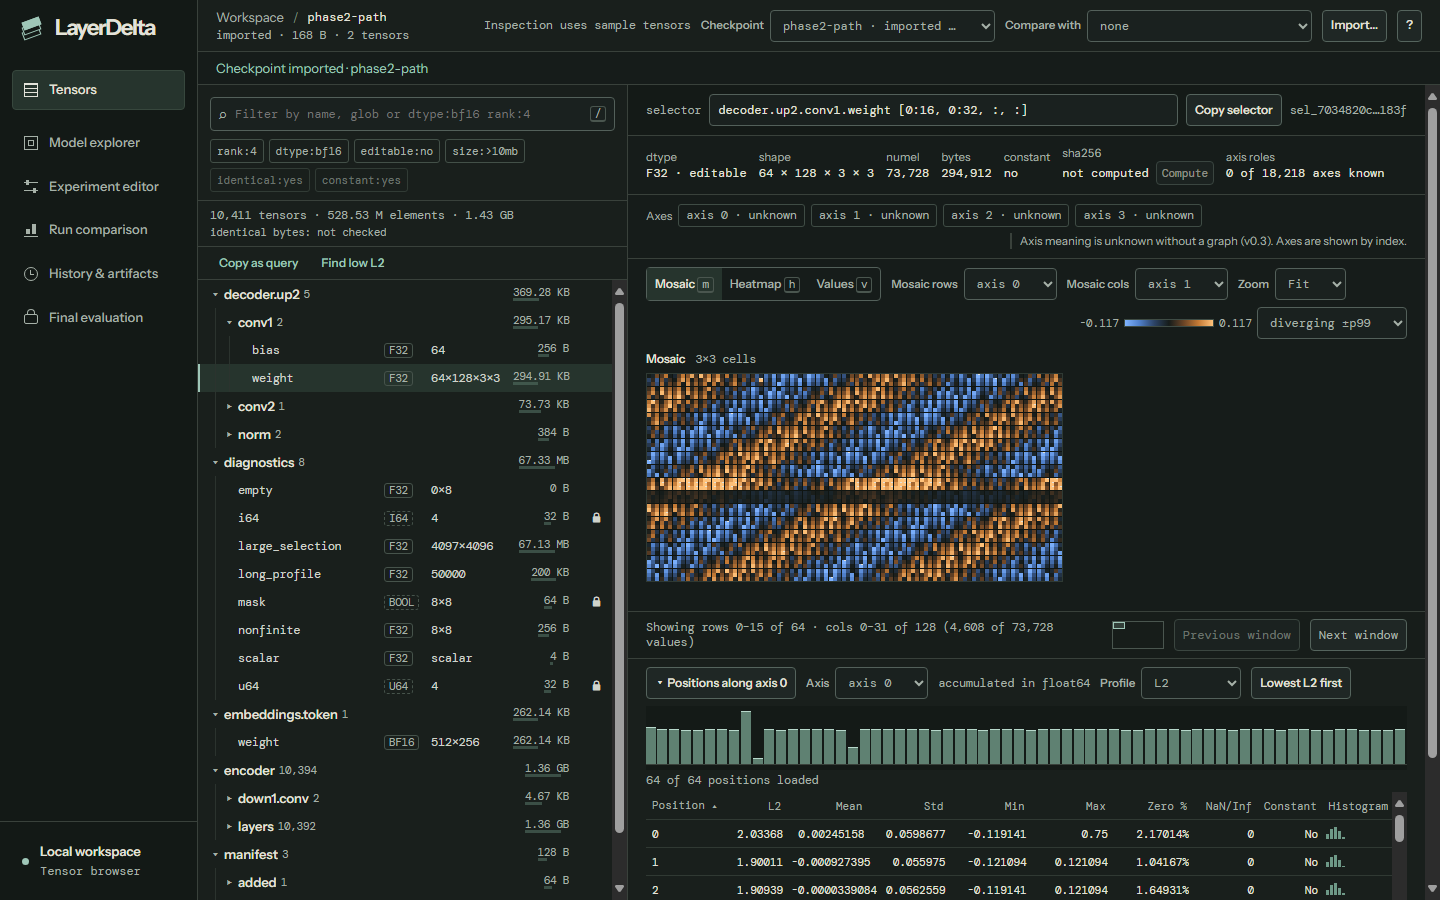 LayerDelta
Workspace / phase2-path
imported · 168 B · 2 tensors
Inspection uses sample tensors
Checkpoint
phase2-path · imported …
Compare with
none
Import...
?
Checkpoint imported · phase2-path
Tensors
Model explorer
Experiment editor
Run comparison
History & artifacts
Final evaluation
Local workspace
Tensor browser
Filter by name, glob or dtype:bf16 rank:4
/
rank:4 dtype:bf16 editable:no size:>10mb
identical:yes constant:yes
10,411 tensors · 528.53 M elements · 1.43 GB
identical bytes: not checked
Copy as query Find low L2
decoder.up2 5 369.28 KB
conv1 2 295.17 KB
bias F32 64 256 B
weight F32 64×128×3×3 294.91 KB
conv2 1 73.73 KB
norm 2 384 B
diagnostics 8 67.33 MB
empty F32 0×8 0 B
i64 I64 4 32 B
large_selection F32 4097×4096 67.13 MB
long_profile F32 50000 200 KB
mask BOOL 8×8 64 B
nonfinite F32 8×8 256 B
scalar F32 scalar 4 B
u64 U64 4 32 B
embeddings.token 1 262.14 KB
weight BF16 512×256 262.14 KB
encoder 10,394 1.36 GB
down1.conv 2 4.67 KB
layers 10,392 1.36 GB
manifest 3 128 B
added 1 64 B
selector decoder.up2.conv1.weight [0:16, 0:32, :, :] Copy selector sel_7034820c…183f
dtype shape numel bytes constant sha256 axis roles
F32 · editable 64 × 128 × 3 × 3 73,728 294,912 no not computed Compute 0 of 18,218 axes known
Axes axis 0 · unknown axis 1 · unknown axis 2 · unknown axis 3 · unknown
Axis meaning is unknown without a graph (v0.3). Axes are shown by index.
Mosaic m Heatmap h Values v Mosaic rows axis 0 Mosaic cols axis 1 Zoom Fit
-0.117 0.117 diverging ±p99
Mosaic 3×3 cells
Showing rows 0–15 of 64 · cols 0–31 of 128 (4,608 of 73,728
values)
Previous window Next window
Positions along axis 0 Axis axis 0 accumulated in float64 Profile L2 Lowest L2 first
64 of 64 positions loaded
Position L2 Mean Std Min Max Zero % NaN/Inf Constant Histogram
0 2.03368 0.00245158 0.0598677 -0.119141 0.75 2.17014% 0 No
1 1.90011 -0.000927395 0.055975 -0.121094 0.121094 1.04167% 0 No
2 1.90939 -0.0000339084 0.0562559 -0.119141 0.121094 1.64931% 0 No